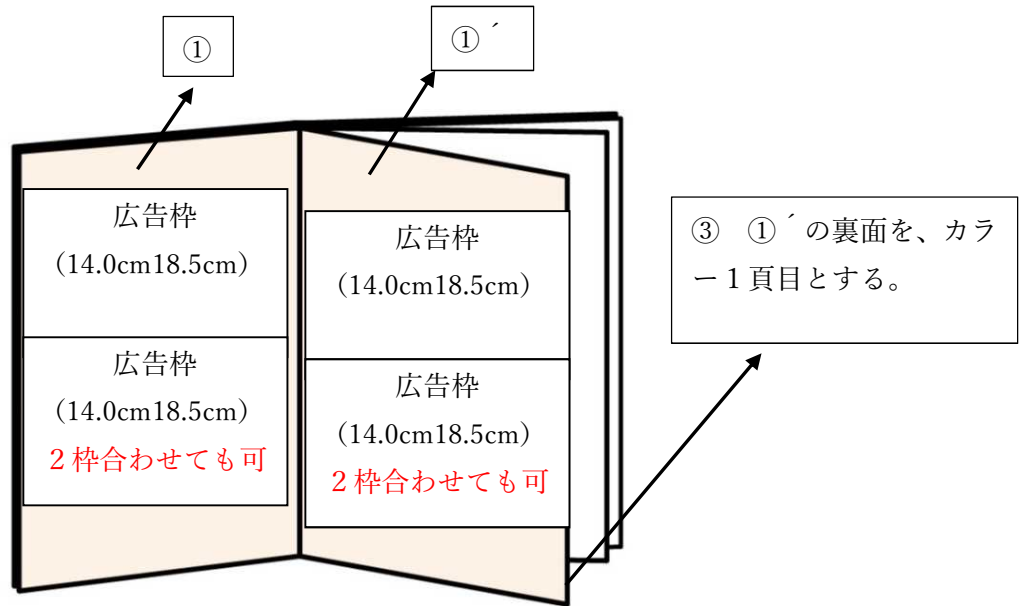 ①
①´
広告枠
(14.0cm18.5cm)
広告枠
(14.0cm18.5cm)
2枠合わせても可
広告枠
(14.0cm18.5cm)
広告枠
(14.0cm18.5cm)
2枠合わせても可
③ ①´の裏面を、カラ
ー1頁目とする。